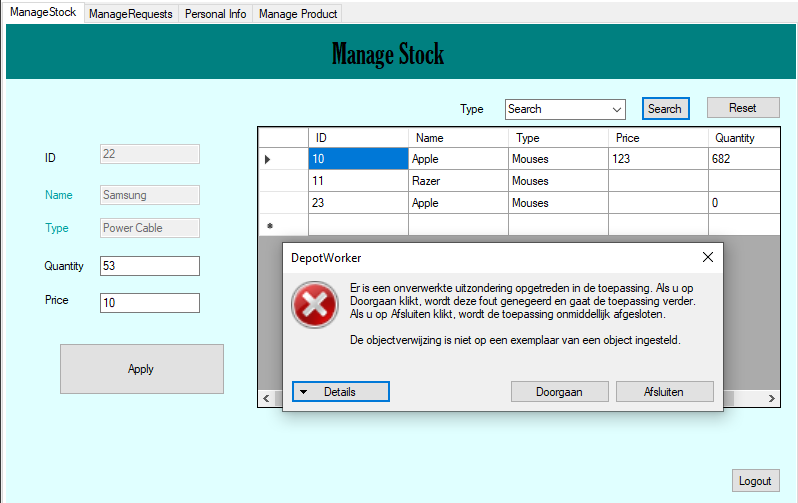 ManageStock ManageRequests Personal Info Manage Product
Manage Stock
Type Search Search Reset
ID 22
Name Samsung
Type Power Cable
Quantity 53
Price 10
Apply
ID Name Type Price Quantity
10 Apple Mouses 123 682
11 Razer Mouses
23 Apple Mouses 0
DepotWorker
Er is een onverwerkte uitzondering opgetreden in de toepassing. Als u op
Doorgaan klikt, wordt deze fout genegeerd en gaat de toepassing verder.
Als u op Afsluiten klikt, wordt de toepassing onmiddellijk afgesloten.
De objectverwijzing is niet op een exemplaar van een object ingesteld.
Details Doorgaan Afsluiten
Logout